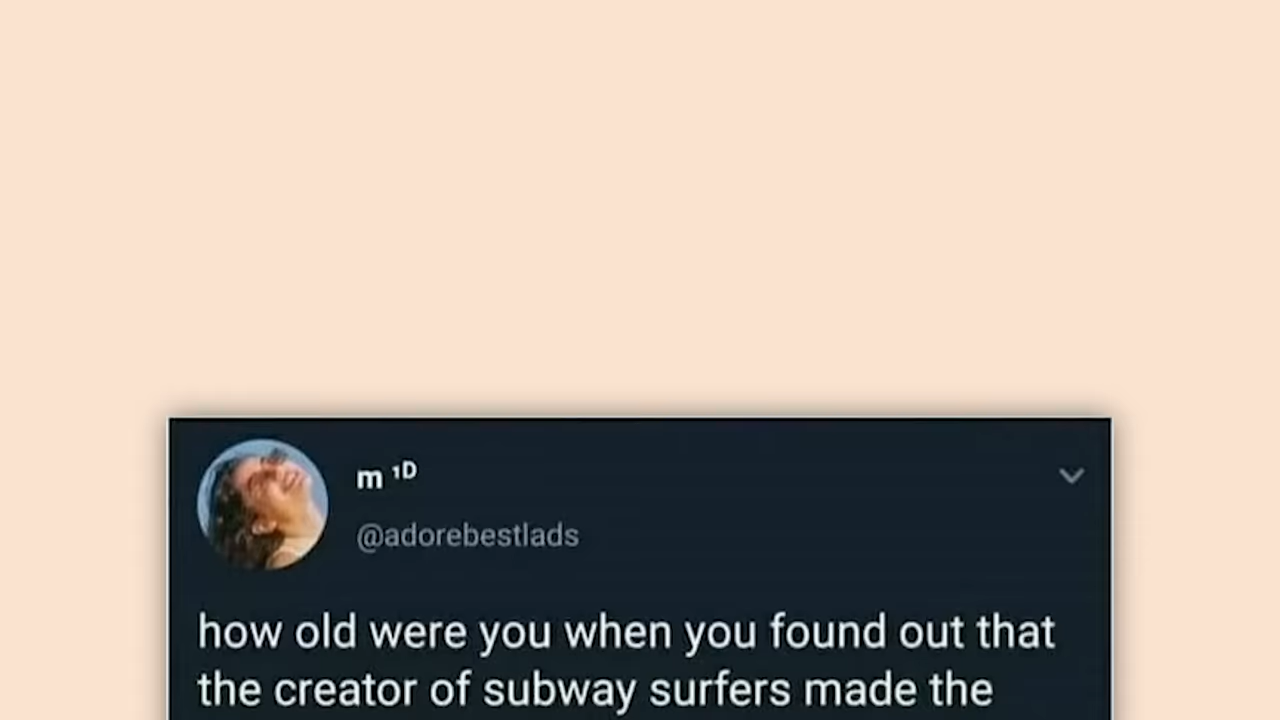 m ¹ᴰ
@adorebestlads
how old were you when you found out that
the creator of subway surfers made the